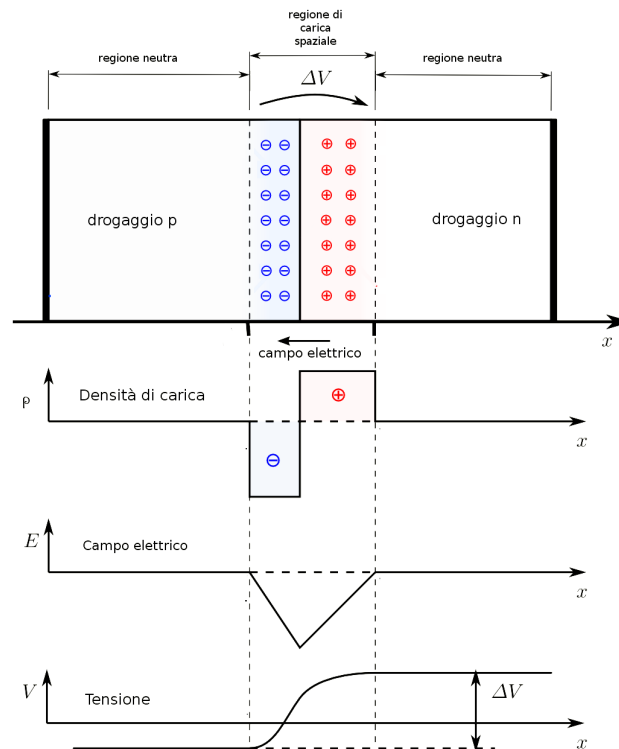 regione di
carica
spaziale
regione neutra
regione neutra
ΔV
drogaggio p
drogaggio n
x
campo elettrico
ρ
Densità di carica
x
E
Campo elettrico
x
V
Tensione
ΔV
x